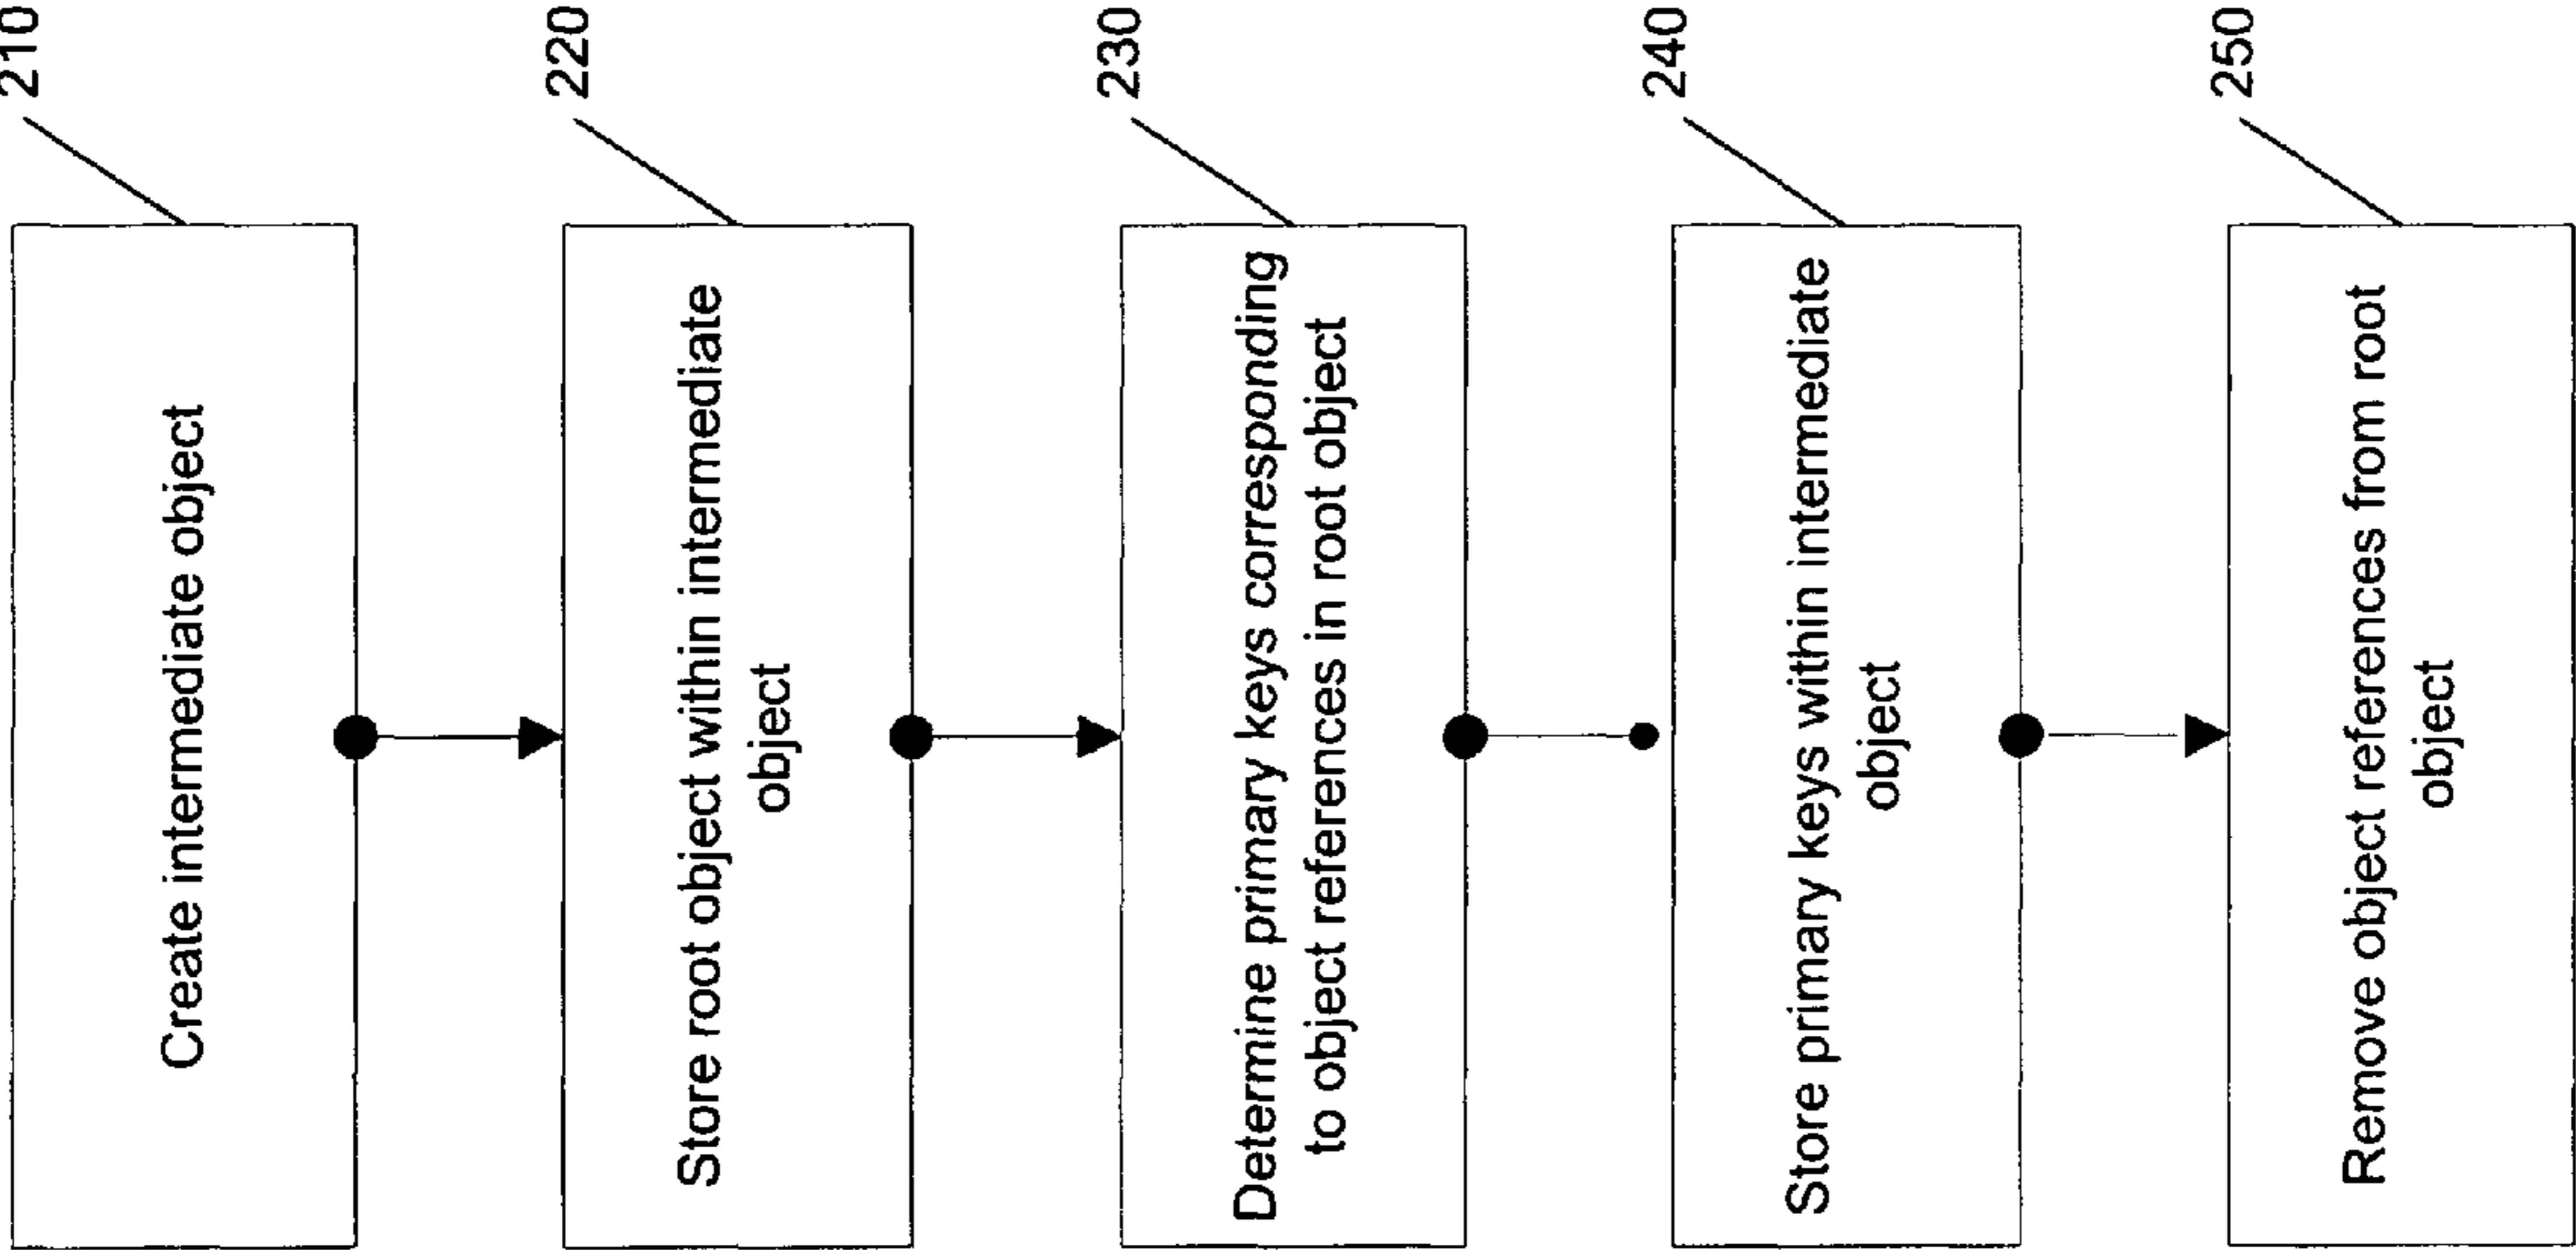 210
Create intermediate object
220
Store root object within intermediate
object
230
Determine primary keys corresponding
to object references in root object
240
Store primary keys within intermediate
object
250
Remove object references from root
object